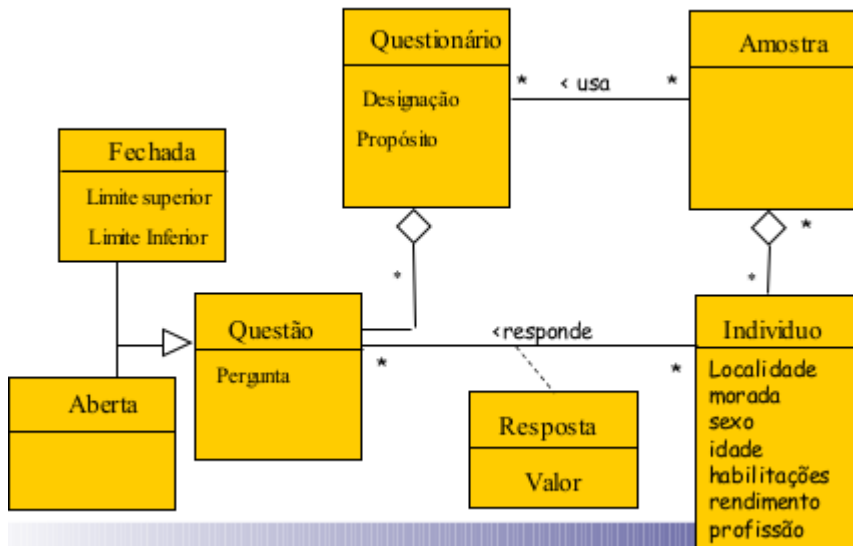 Questionário
Designação
Propósito
* < usa *
Amostra
Fechada
Limite superior
Limite Inferior
*
*
*
Questão
Pergunta
*
<responde
*
Individuo
Localidade
morada
sexo
idade
habilitações
rendimento
profissão
Aberta
Resposta
Valor